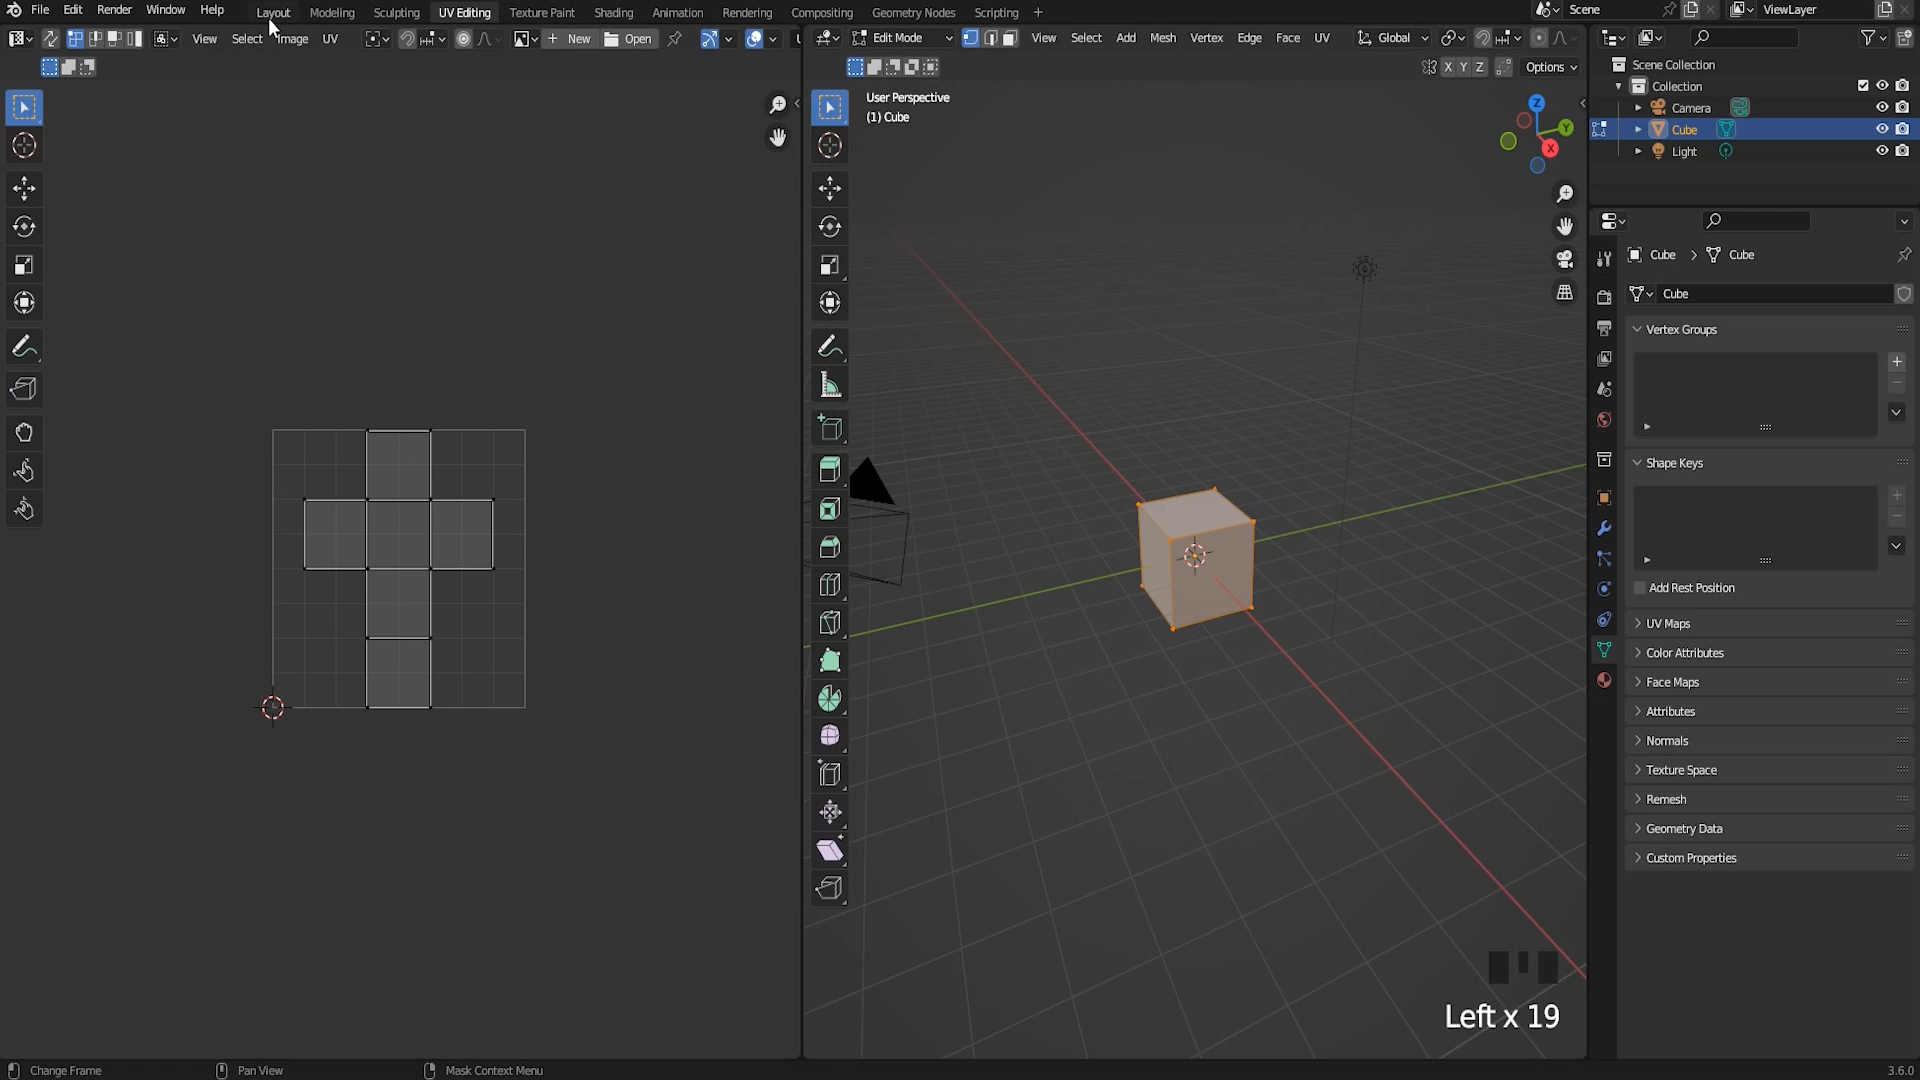 File Edit Render Window Help Layout Modeling Sculpting UV Editing Texture Paint Shading Animation Rendering Compositing Geometry Nodes Scripting + Scene ViewLayer
View Select Image UV New Open Edit Mode View Select Add Mesh Vertex Edge Face UV Global
X Y Z Options
User Perspective
(1) Cube
Z
Y
X
Scene Collection
Collection
Camera
Cube
Light
Cube > Cube
Cube
Vertex Groups
Shape Keys
Add Rest Position
UV Maps
Color Attributes
Face Maps
Attributes
Normals
Texture Space
Remesh
Geometry Data
Custom Properties
Left x 19
Change Frame Pan View Mask Context Menu 3.6.0